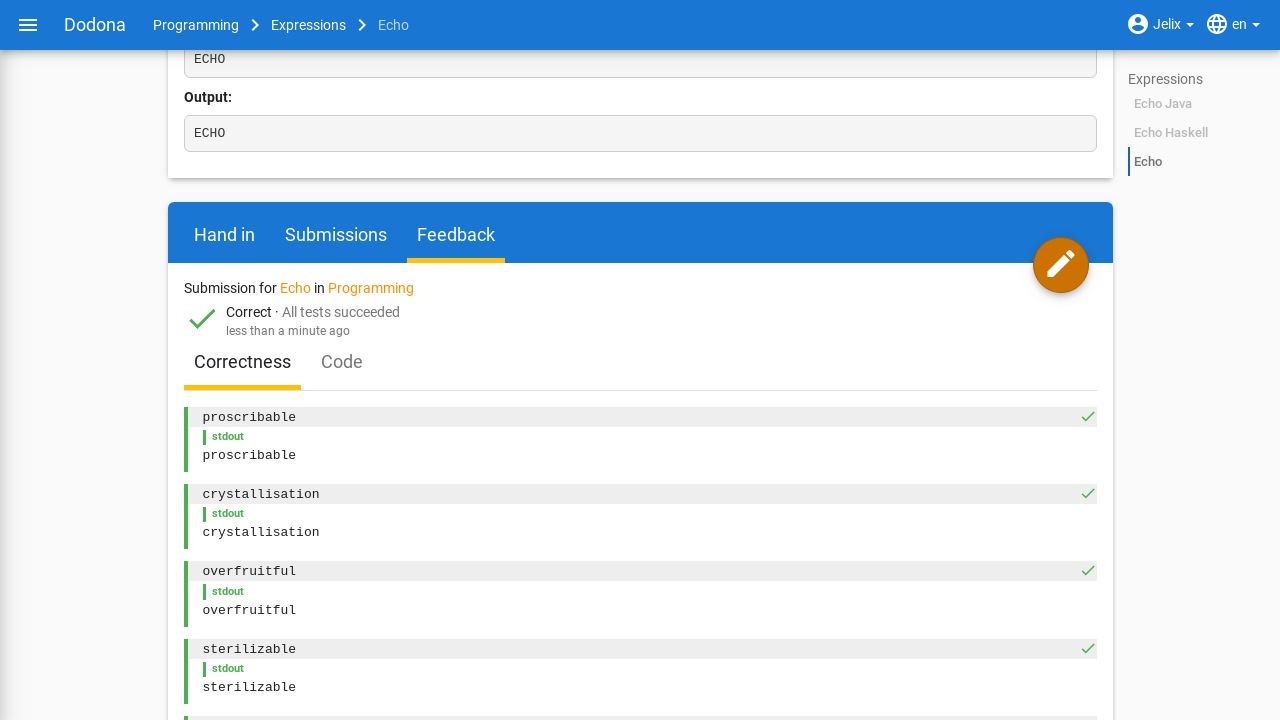 Dodona Programming Expressions Echo Jelix en
ECHO
Output:
ECHO
Expressions
Echo Java
Echo Haskell
Echo
Hand in Submissions Feedback
Submission for Echo in Programming
Correct · All tests succeeded
less than a minute ago
Correctness Code
proscribable
stdout
proscribable
crystallisation
stdout
crystallisation
overfruitful
stdout
overfruitful
sterilizable
stdout
sterilizable